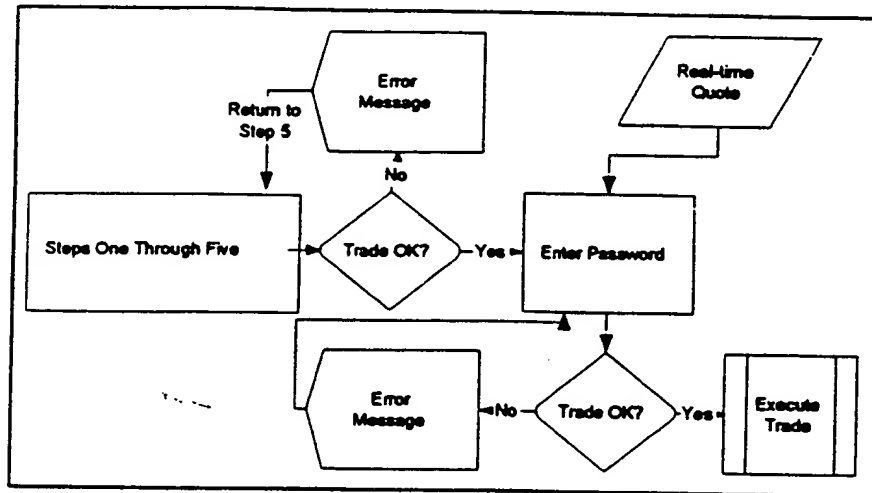 Error
Message
Real-time
Quote
Return to
Step 5
No
Steps One Through Five
Trade OK?
Yes
Enter Password
Error
Message
No
Trade OK?
Yes
Execute
Trade